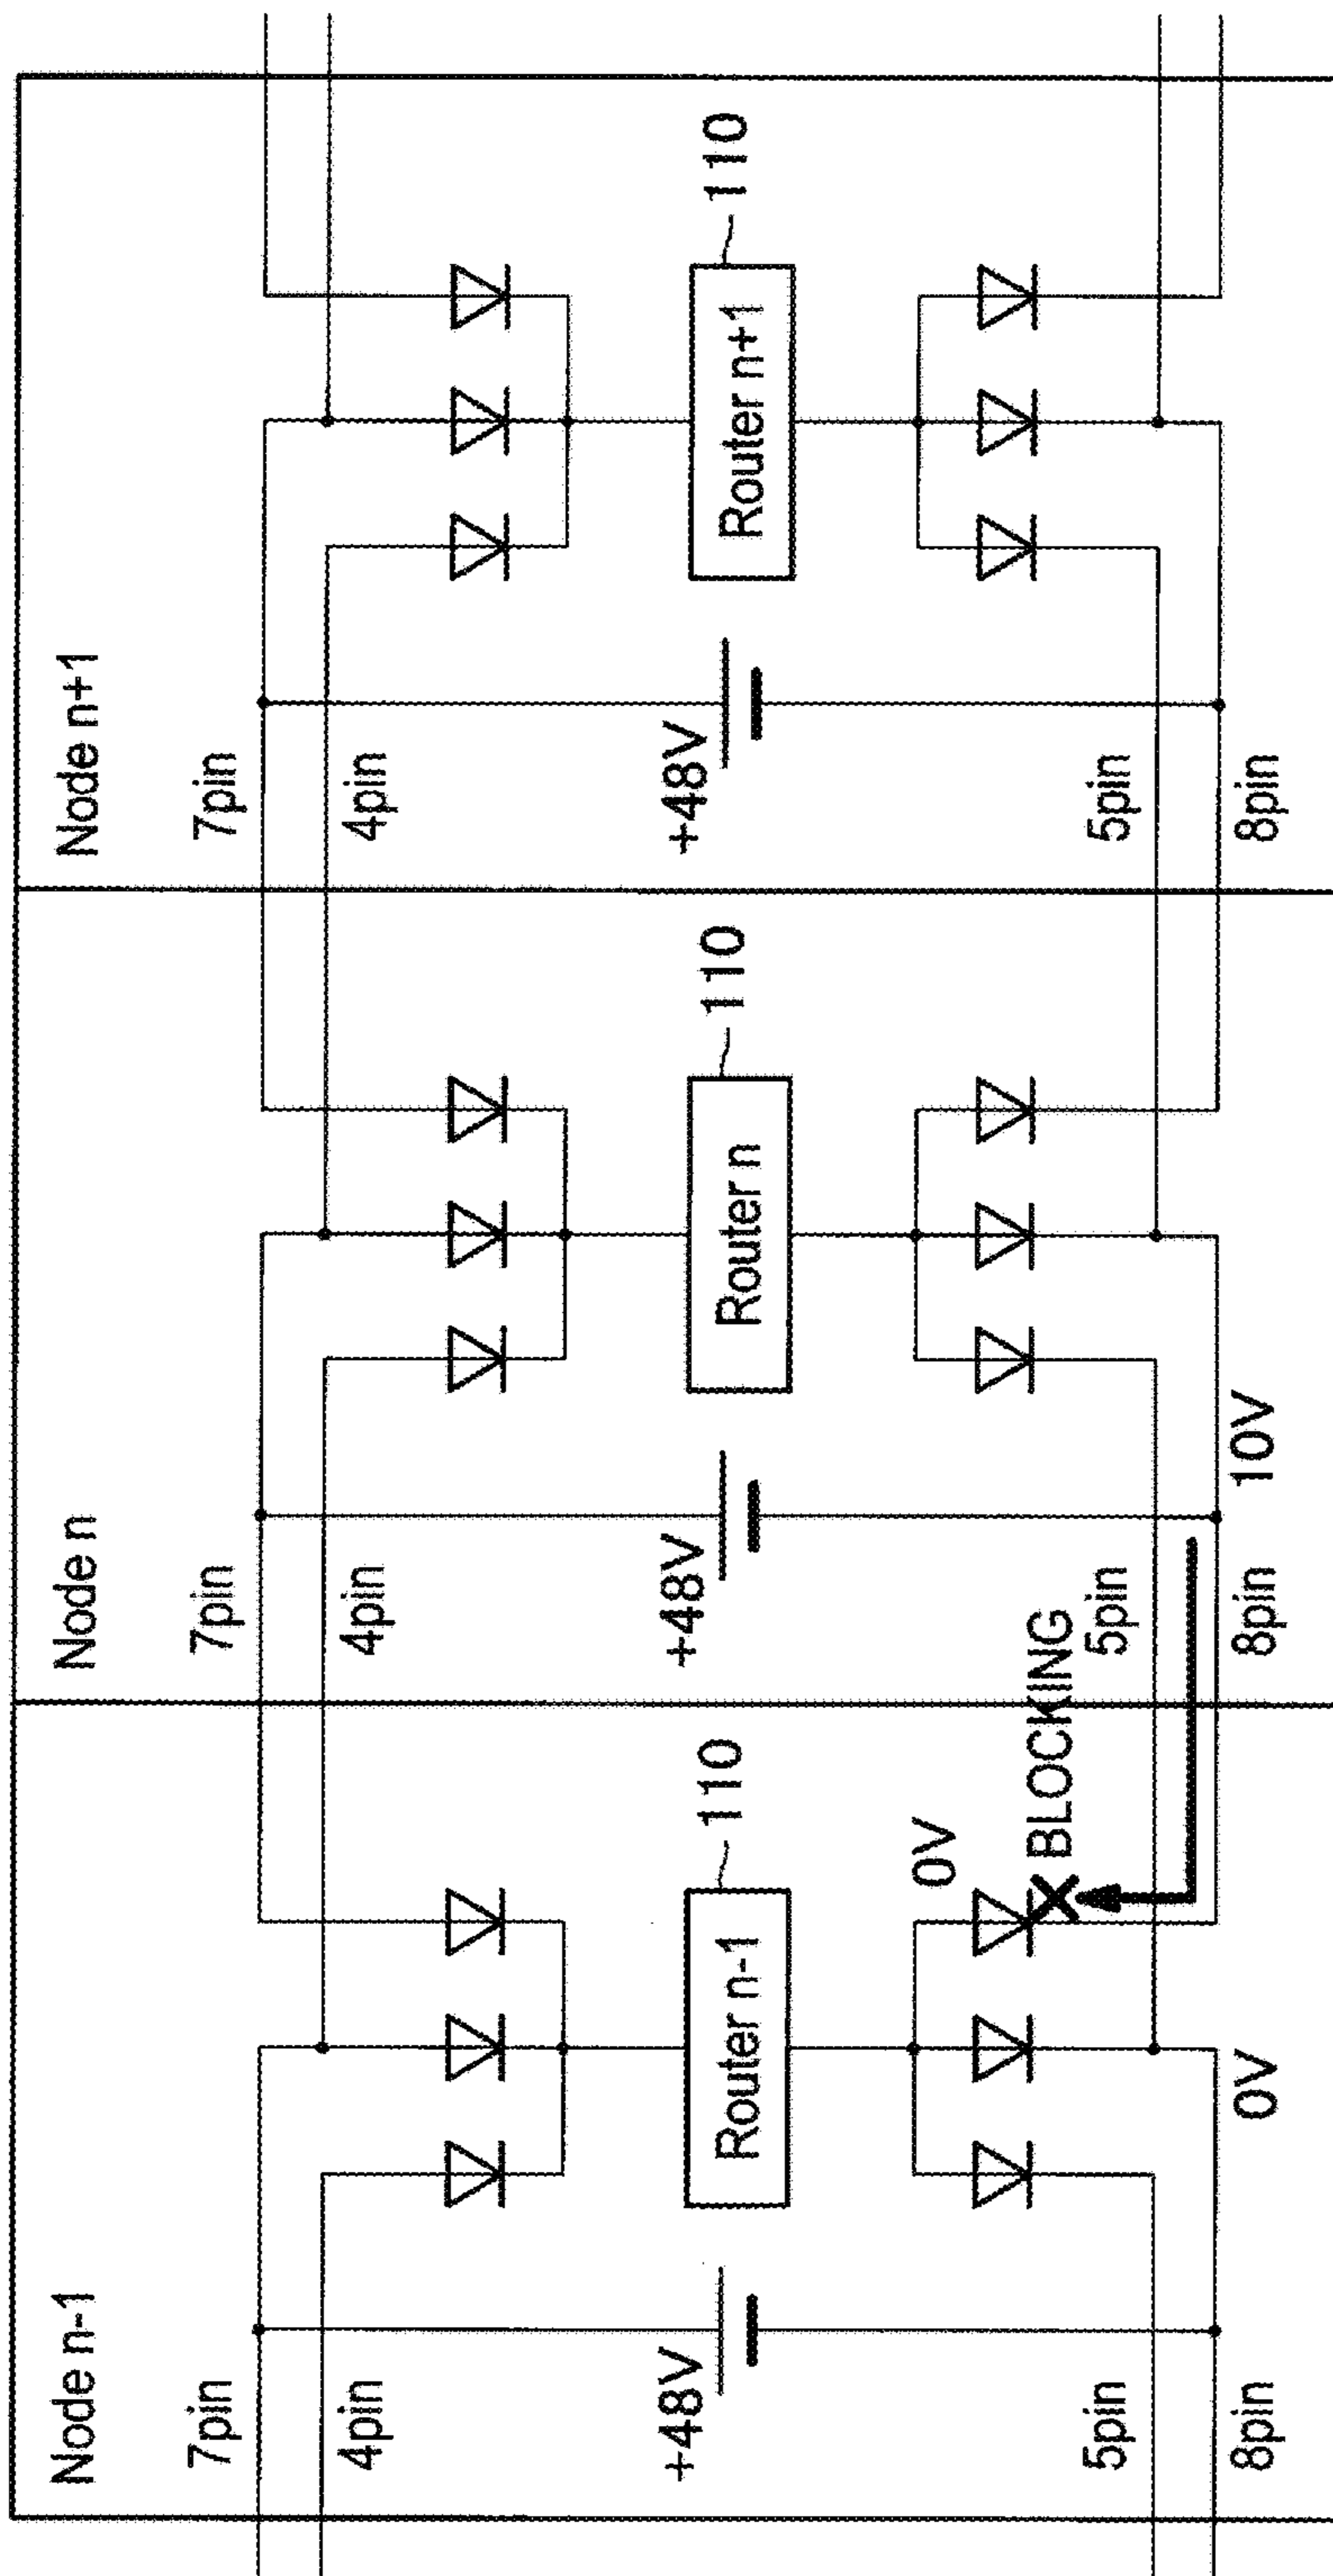 Node n-1
7pin
4pin
+48V
5pin
8pin
Router n-1
110
0V
0V
BLOCKING
Node n
7pin
4pin
+48V
5pin
8pin
10V
Router n
110
Node n+1
7pin
4pin
+48V
5pin
8pin
Router n+1
110